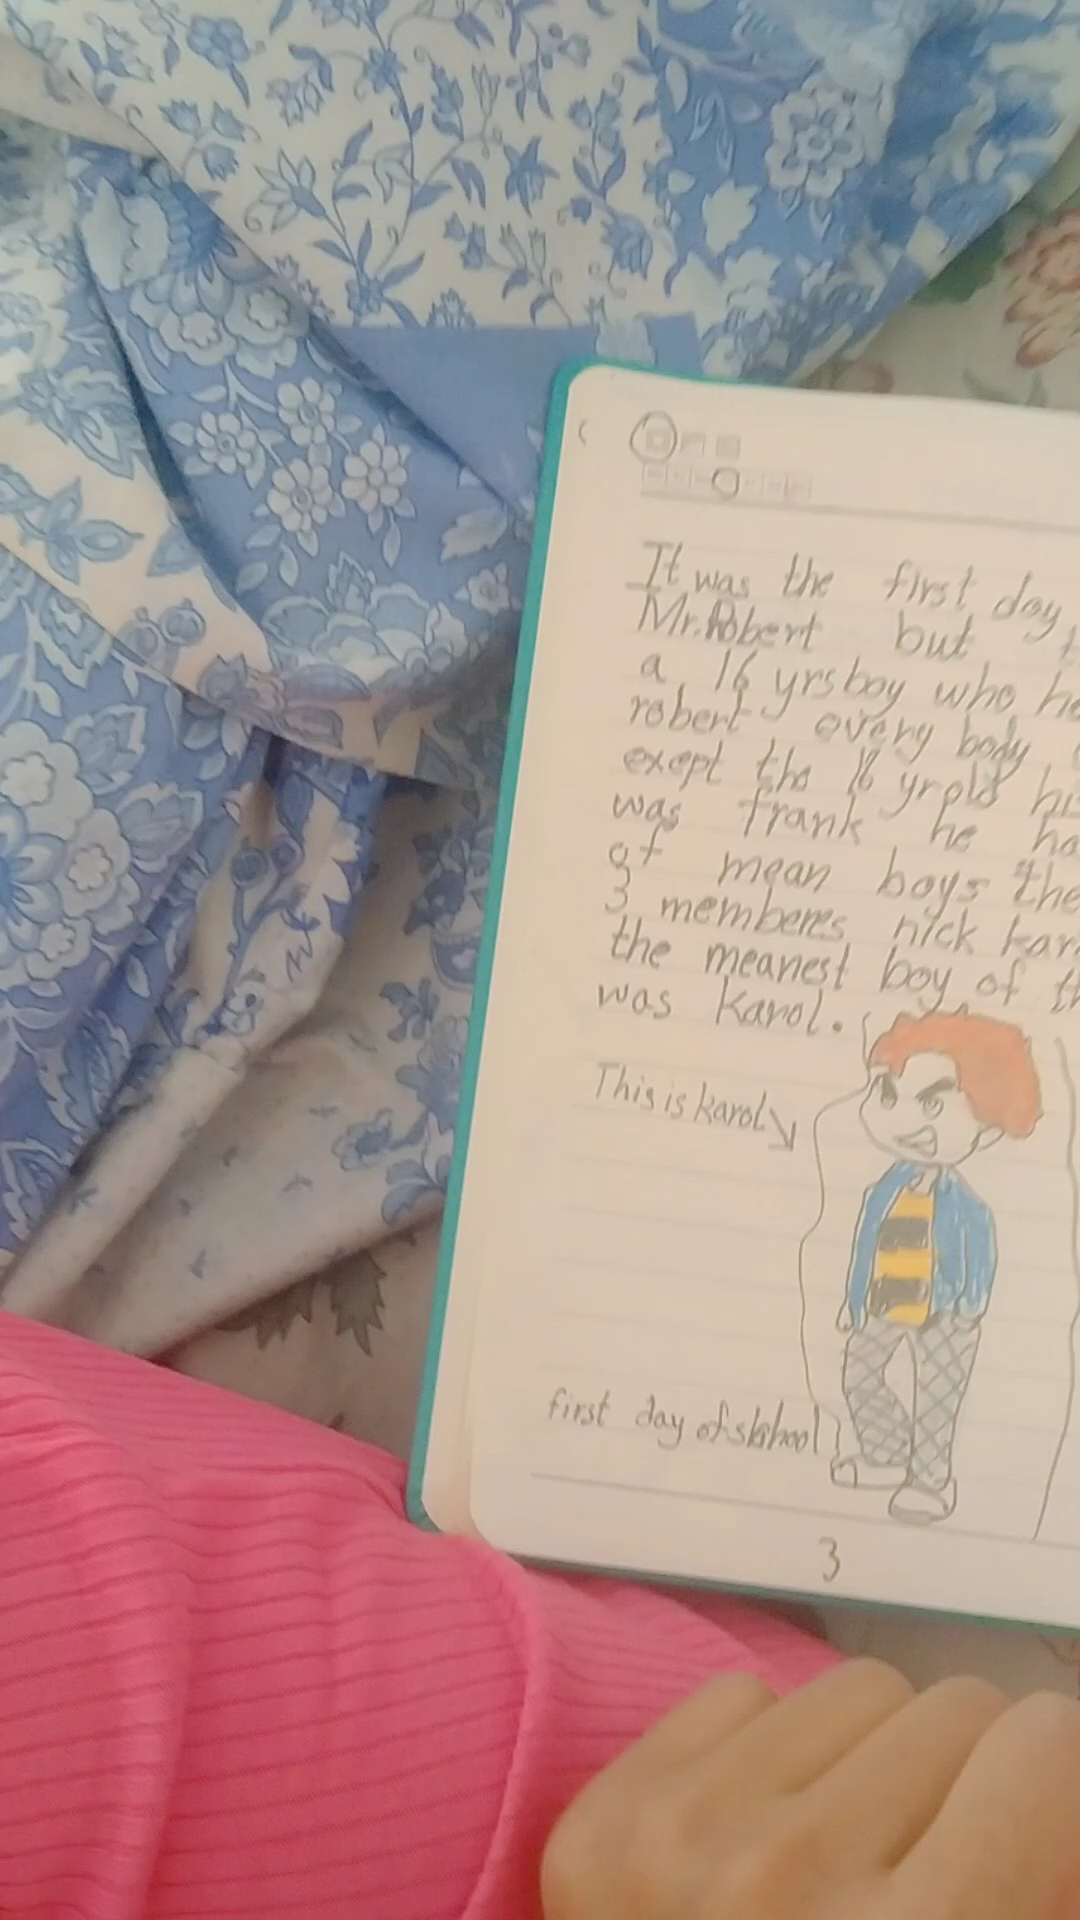 It was the first day
Mr. Robert but
a 16 yrs boy who
robert every body
exept the 16 yr old
was frank he
of mean boys
3 memberes nick
the meanest boy of
was karol.
This is karol
first day of skhool
3